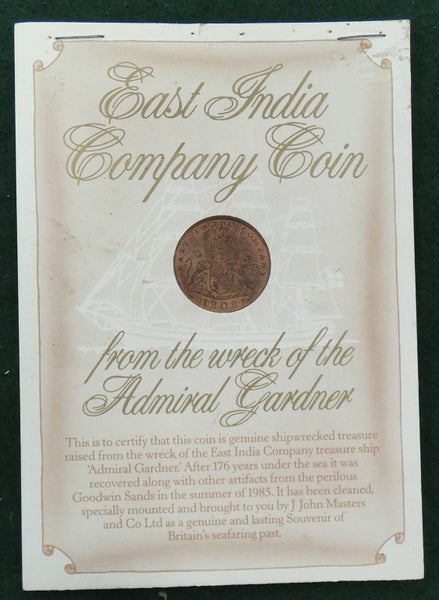 East India
Company Coin
EAST INDIA COMPANY
1808
from the wreck of the
Admiral Gardner
This is to certify that this coin is genuine shipwrecked treasure
raised from the wreck of the East India Company treasure ship
'Admiral Gardner.' After 176 years under the sea it was
recovered along with other artifacts from the perilous
Goodwin Sands in the summer of 1985. It has been cleaned,
specially mounted and brought to you by J John Masters
and Co Ltd as a genuine and lasting Souvenir of
Britain's seafaring past.